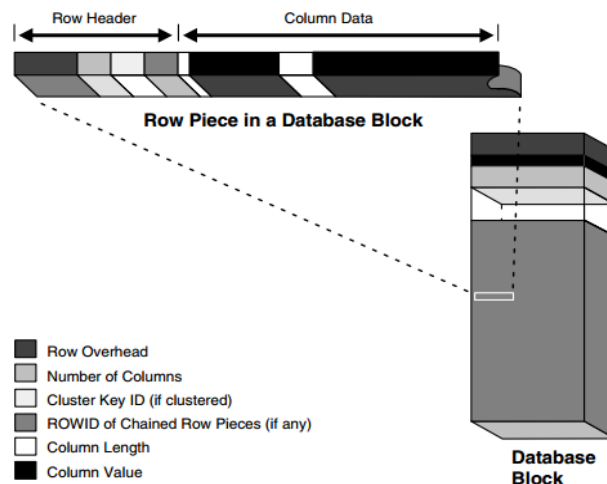 Row Header
Column Data
Row Piece in a Database Block
Row Overhead
Number of Columns
Cluster Key ID (if clustered)
ROWID of Chained Row Pieces (if any)
Column Length
Column Value
Database
Block